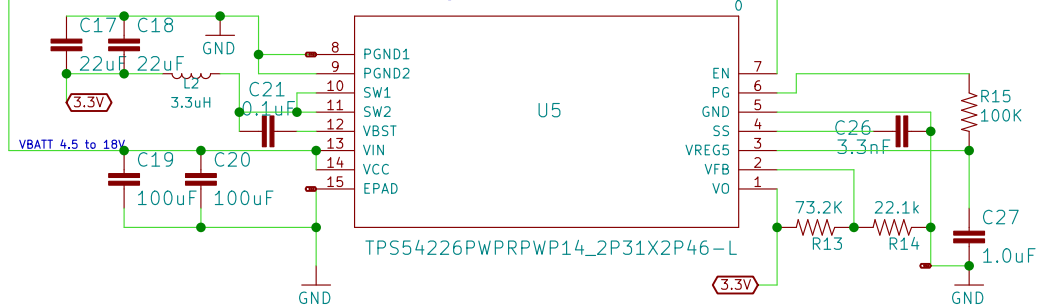 0
C17
C18
22uF
22uF
GND
L2
3.3uH
3.3V
C21
0.1uF
VBATT 4.5 to 18V
C19
100uF
C20
100uF
GND
8 PGND1
9 PGND2
10 SW1
11 SW2
12 VBST
13 VIN
14 VCC
15 EPAD
U5
EN 7
PG 6
GND 5
SS 4
VREG5 3
VFB 2
VO 1
TPS54226PWPRPWP14_2P31X2P46-L
C26
3.3nF
R15
100K
73.2K
R13
22.1k
R14
C27
1.0uF
3.3V
GND